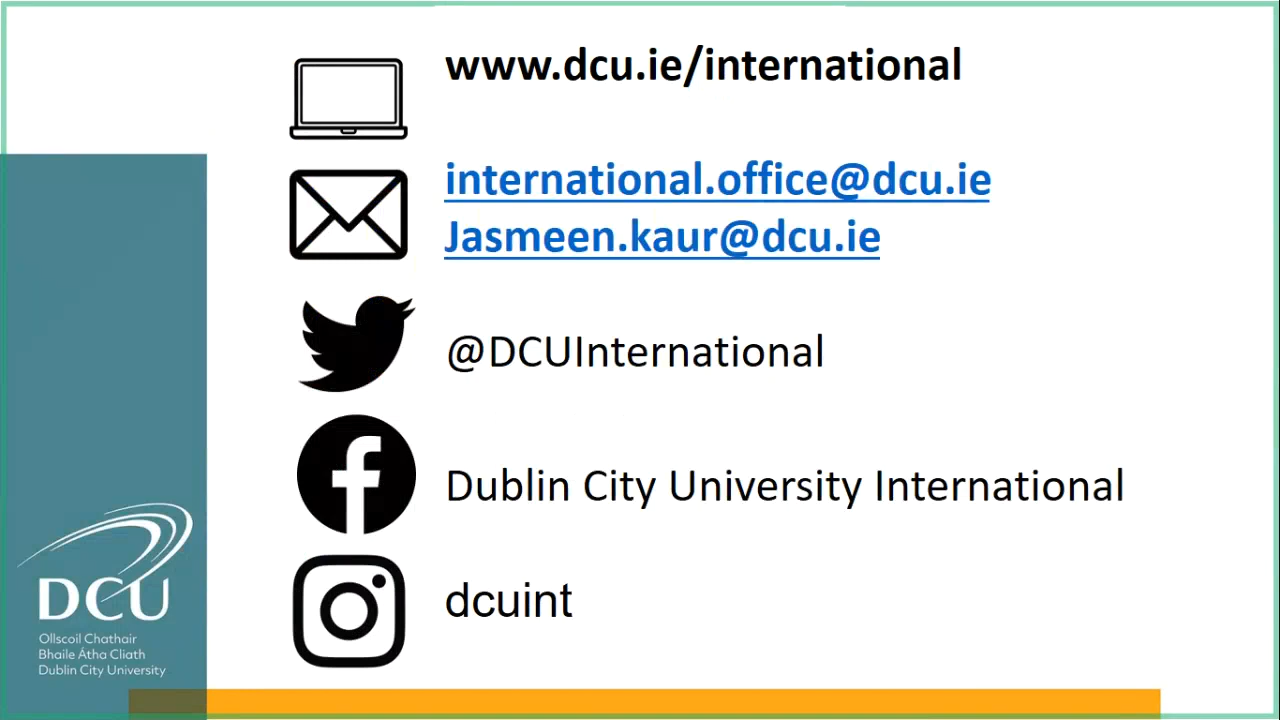 www.dcu.ie/international
international.office@dcu.ie
Jasmeen.kaur@dcu.ie
@DCUInternational
Dublin City University International
dcuint
DCU
Ollscoil Chathair
Bhaile Átha Cliath
Dublin City University